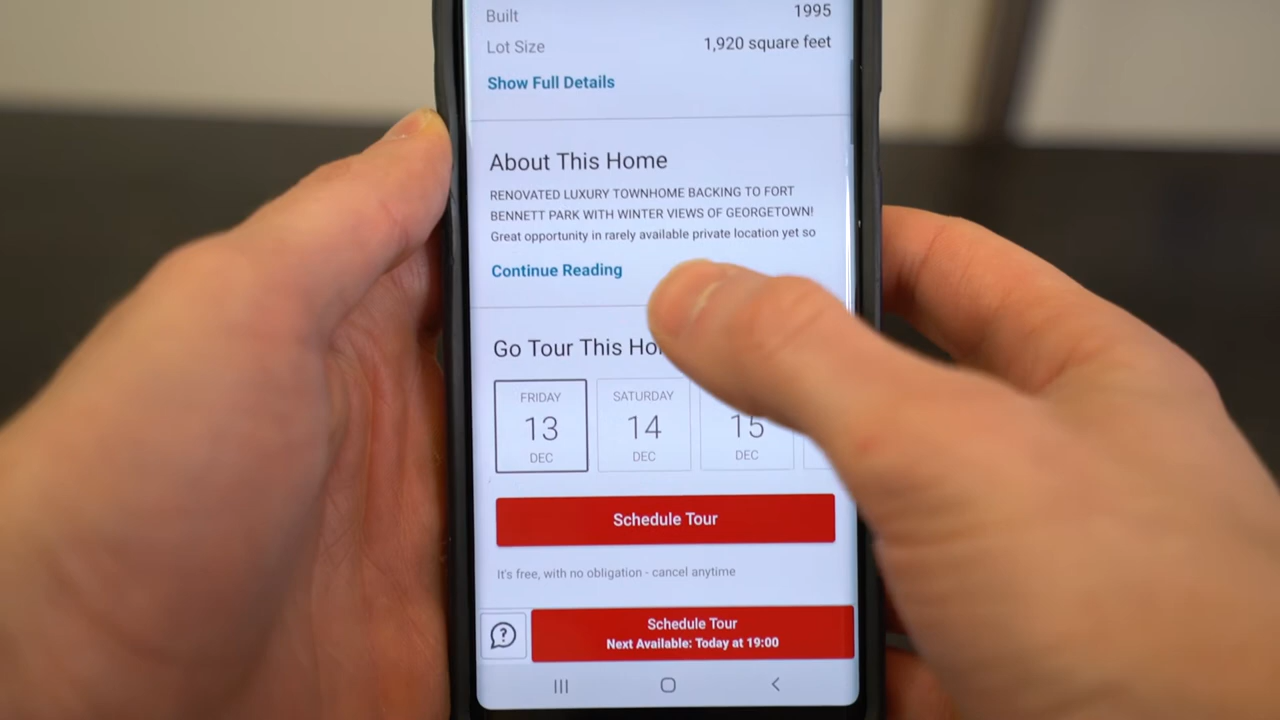 Built 1995
Lot Size 1,920 square feet
Show Full Details
About This Home
RENOVATED LUXURY TOWNHOME BACKING TO FORT
BENNETT PARK WITH WINTER VIEWS OF GEORGETOWN!
Great opportunity in rarely available private location yet so
Continue Reading
Go Tour This
FRIDAY SATURDAY
13 14 15
DEC DEC DEC
Schedule Tour
It's free, with no obligation - cancel anytime
Schedule Tour
Next Available: Today at 19:00